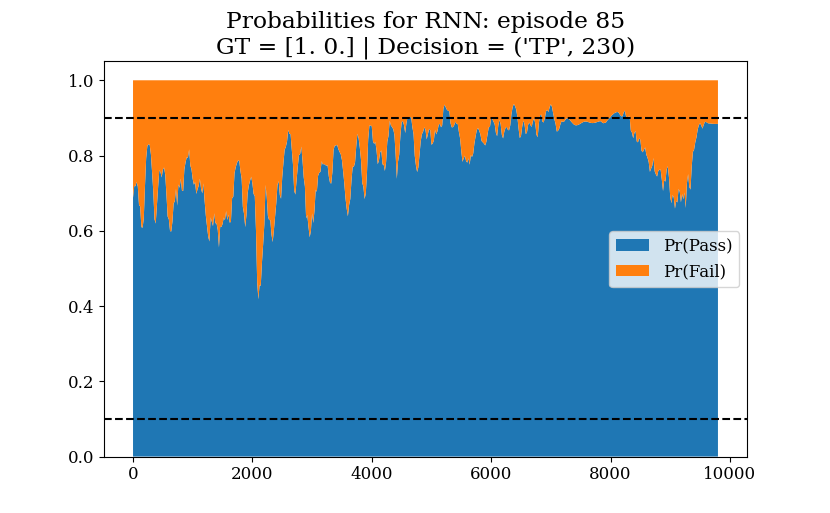 Probabilities for RNN: episode 85
GT = [1. 0.] | Decision = ('TP', 230)
1.0
0.8
0.6
0.4
0.2
0.0
Pr(Pass)
Pr(Fail)
0 2000 4000 6000 8000 10000